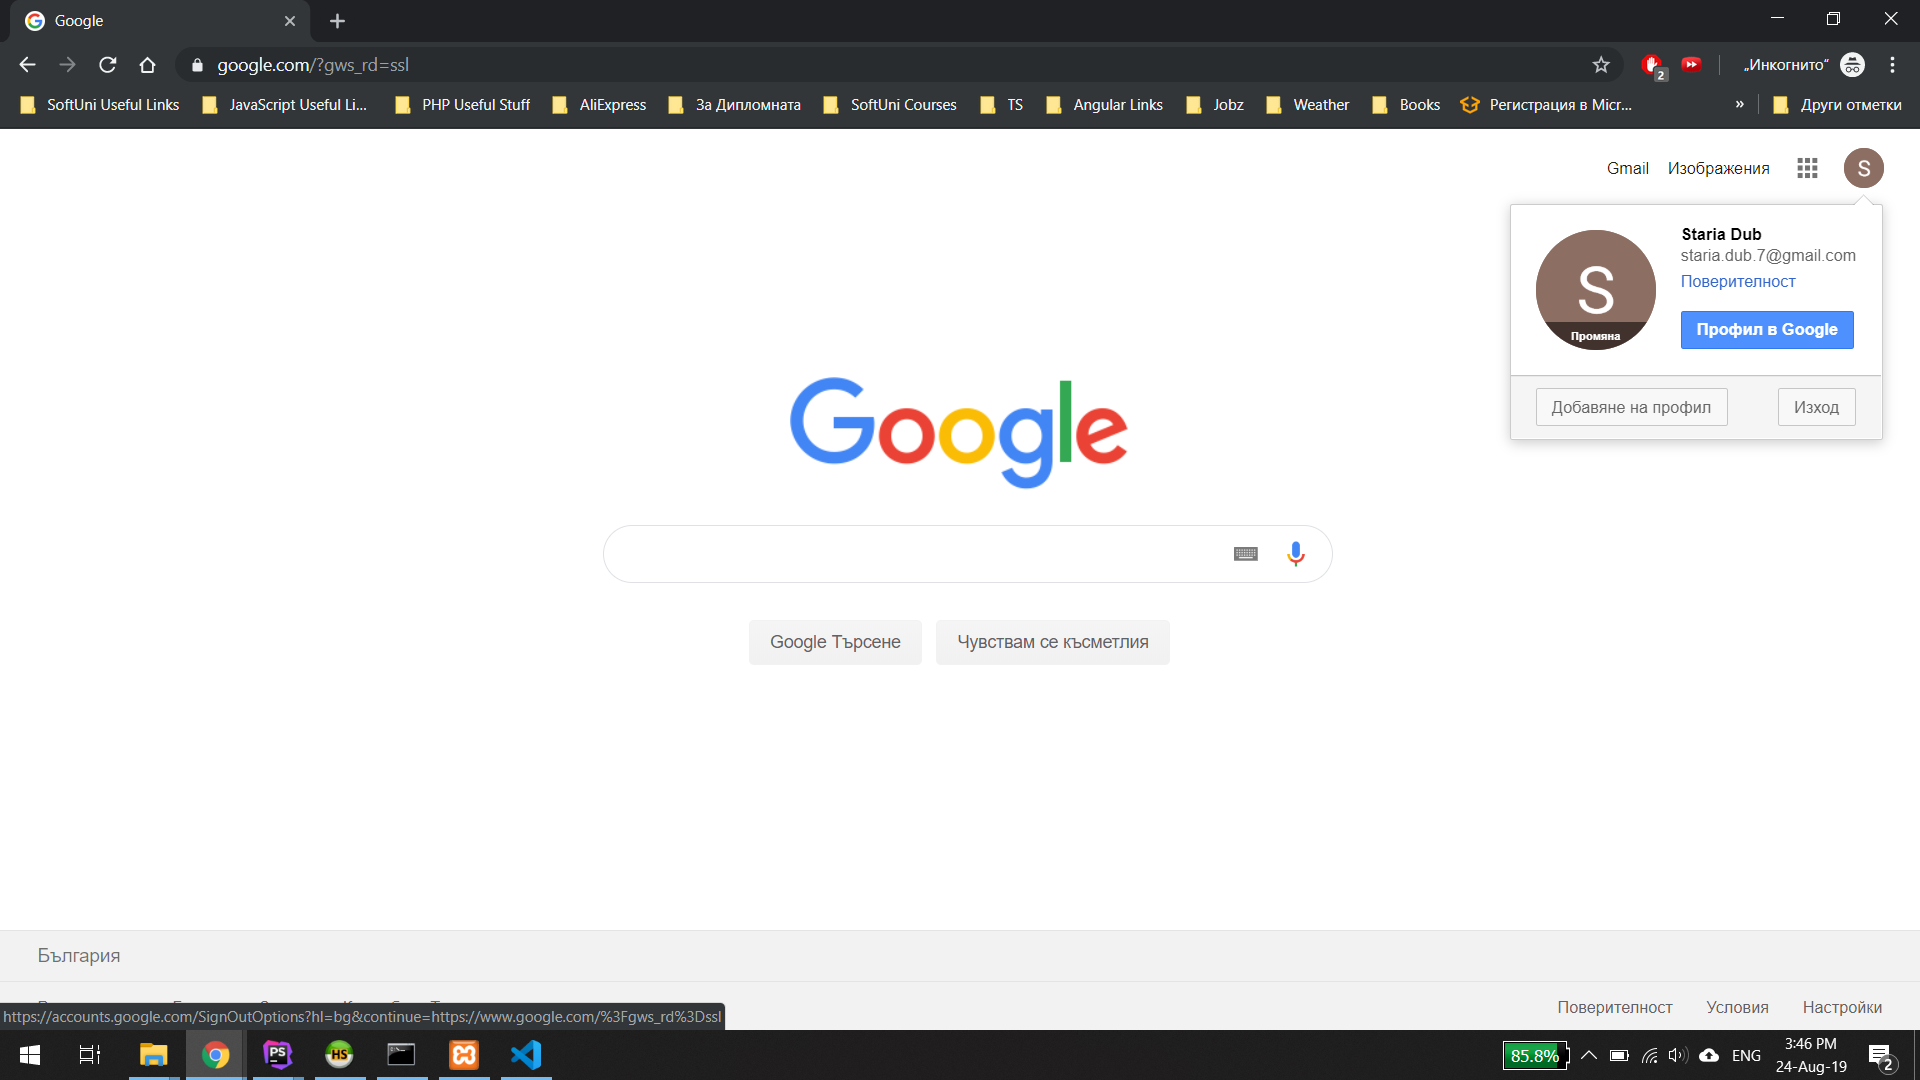 Google
google.com/?gws_rd=ssl
2
„Инкогнито“
SoftUni Useful Links
JavaScript Useful Li...
PHP Useful Stuff
AliExpress
За Дипломната
SoftUni Courses
TS
Angular Links
Jobz
Weather
Books
Регистрация в Micr...
»
Други отметки
Gmail
Изображения
S
Staria Dub
staria.dub.7@gmail.com
Поверителност
S
Промяна
Профил в Google
Добавяне на профил
Изход
Google
Google Търсене
Чувствам се късметлия
България
Поверителност
Условия
Настройки
https://accounts.google.com/SignOutOptions?hl=bg&continue=https://www.google.com/%3Fgws_rd%3Dssl
PS
HS
85.8%
ENG
3:46 PM
24-Aug-19
2